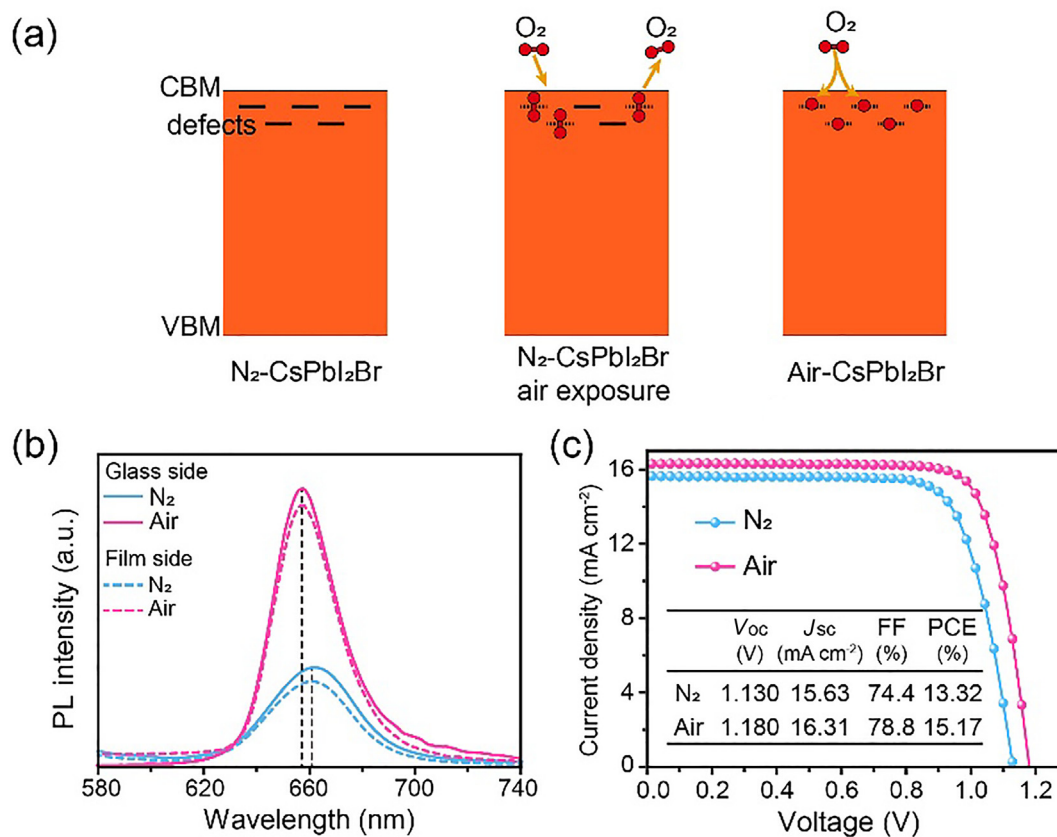 (a)
O₂
O₂
O₂
CBM
defects
VBM
N₂-CsPbI₂Br
N₂-CsPbI₂Br
air exposure
Air-CsPbI₂Br
(b)
Glass side
N₂
Air
Film side
N₂
Air
PL intensity (a.u.)
580
620
660
700
740
Wavelength (nm)
(c)
16
12
8
4
0
Current density (mA cm⁻²)
N₂
Air
Voc Jsc FF PCE
(V) (mA cm⁻²) (%) (%)
N₂ 1.130 15.63 74.4 13.32
Air 1.180 16.31 78.8 15.17
0.0 0.2 0.4 0.6 0.8 1.0 1.2
Voltage (V)